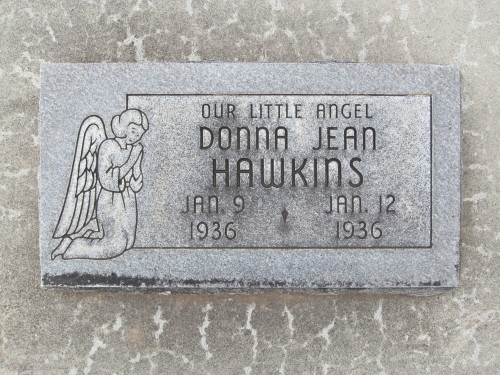 OUR LITTLE ANGEL
DONNA JEAN
HAWKINS
JAN. 9 JAN. 12
1936 1936